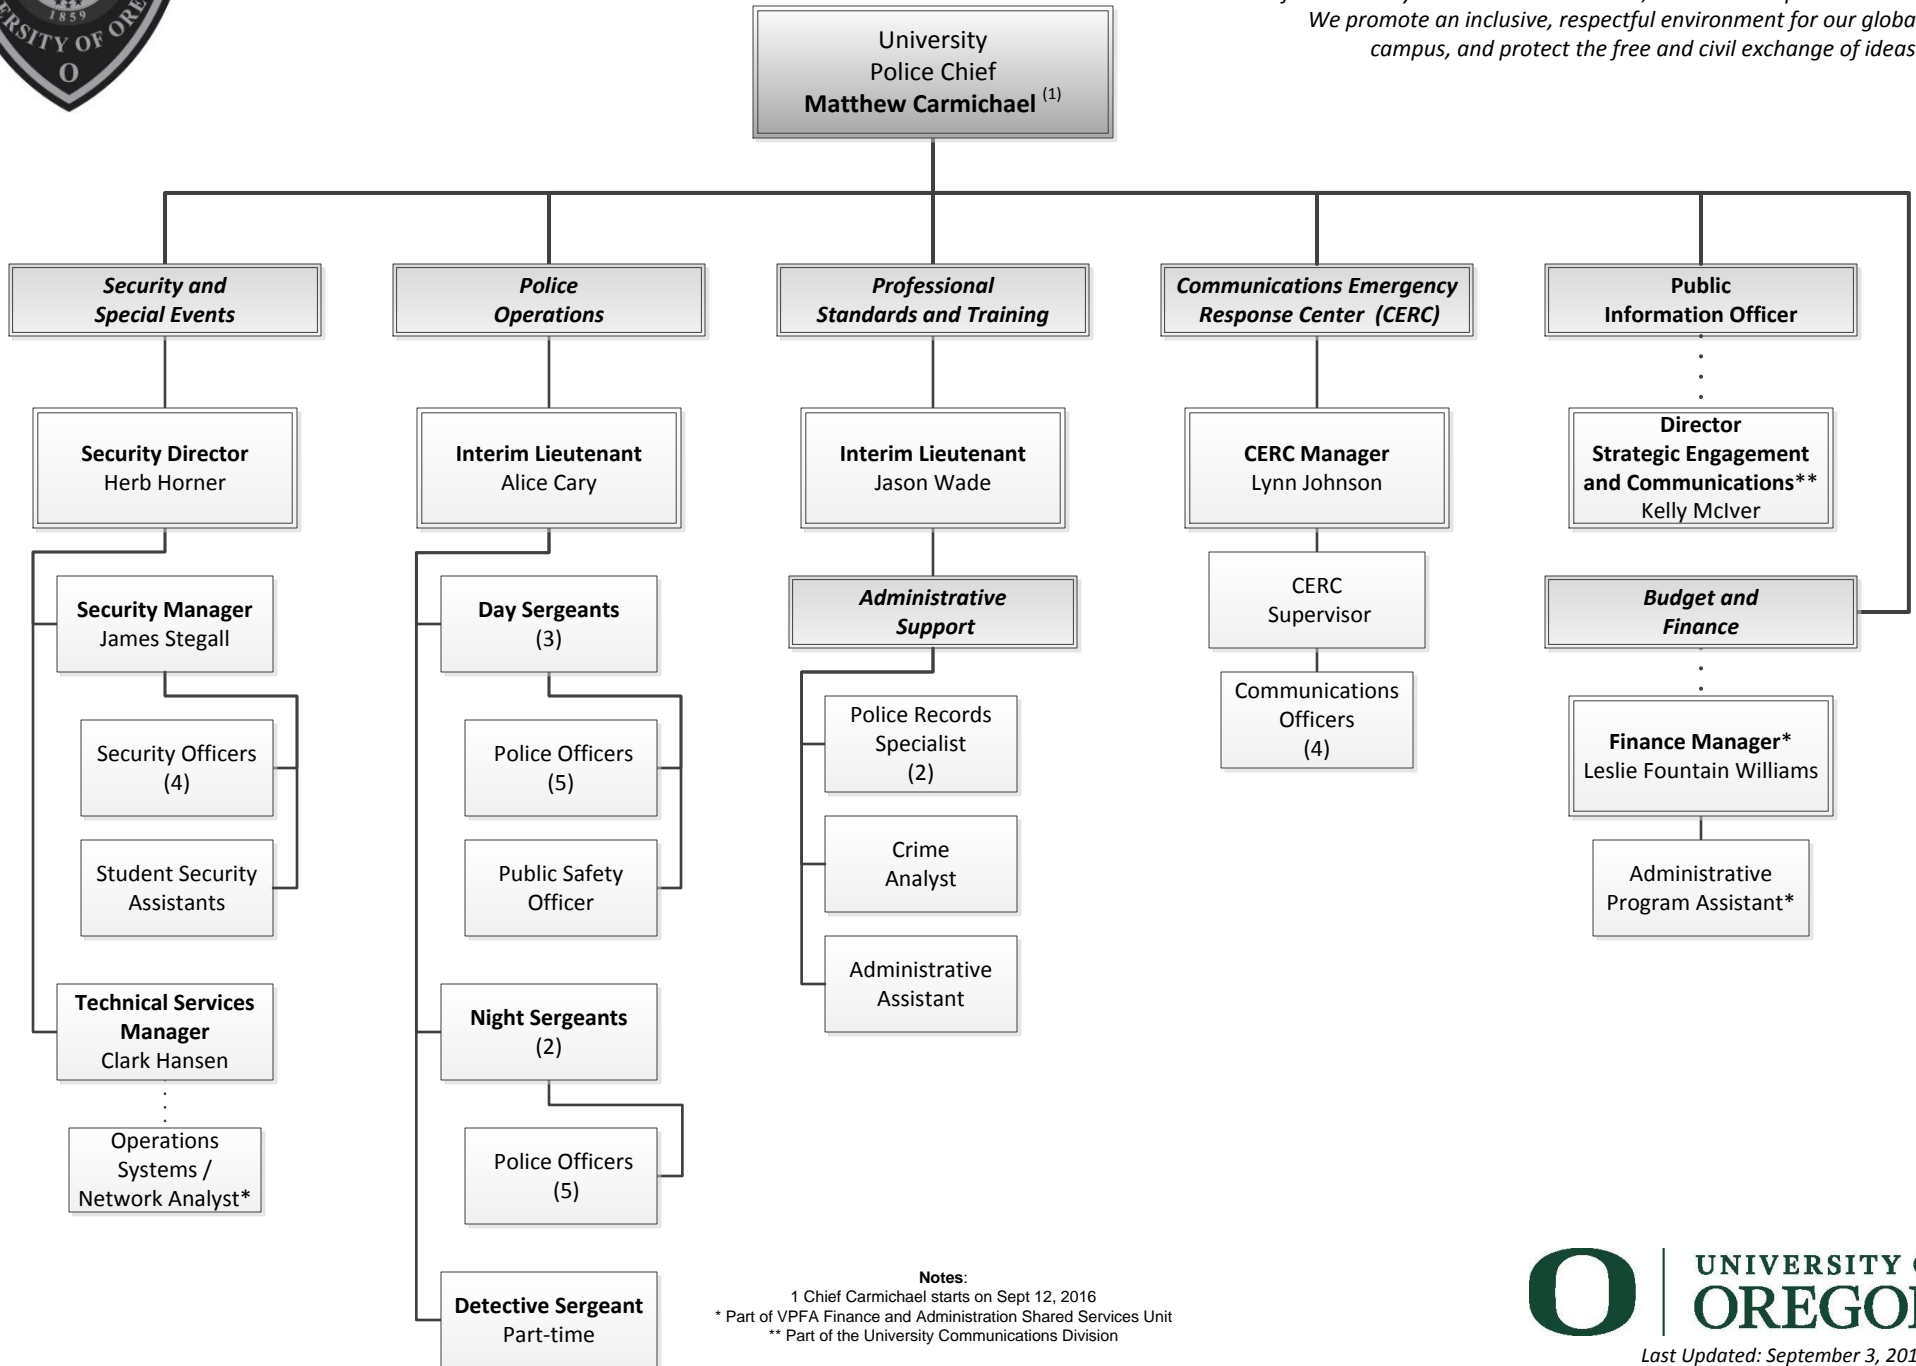 1859
UNIVERSITY OF
O
We promote an inclusive, respectful environment for our
campus, and protect the free and civil exchange of ideas
University
Police Chief
Matthew Carmichael (1)
Security and
Special Events
Police
Operations
Professional
Standards and Training
Communications Emergency
Response Center (CERC)
Public
Information Officer
Security Director
Herb Horner
Interim Lieutenant
Alice Cary
Interim Lieutenant
Jason Wade
CERC Manager
Lynn Johnson
Director
Strategic Engagement
and Communications**
Kelly McIver
Security Manager
James Stegall
Security Officers
(4)
Student Security
Assistants
Technical Services
Manager
Clark Hansen
Operations
Systems /
Network Analyst*
Day Sergeants
(3)
Police Officers
(5)
Public Safety
Officer
Night Sergeants
(2)
Police Officers
(5)
Detective Sergeant
Part-time
Administrative
Support
Police Records
Specialist
(2)
Crime
Analyst
Administrative
Assistant
CERC
Supervisor
Communications
Officers
(4)
Budget and
Finance
Finance Manager*
Leslie Fountain Williams
Administrative
Program Assistant*
Notes:
1 Chief Carmichael starts on Sept 12, 2016
* Part of VPFA Finance and Administration Shared Services Unit
** Part of the University Communications Division
O
UNIVERSITY
OREGON
Last Updated: September 3, 201